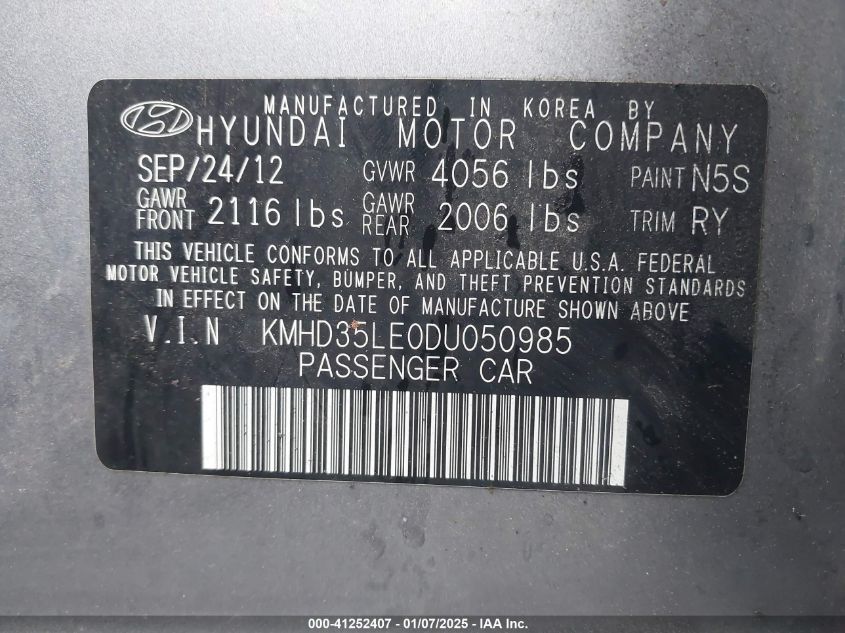 MANUFACTURED IN KOREA BY
HYUNDAI MOTOR COMPANY
SEP/24/12 GVWR 4056 lbs PAINT N5S
GAWR FRONT 2116 lbs GAWR REAR 2006 lbs TRIM RY
THIS VEHICLE CONFORMS TO ALL APPLICABLE U.S.A. FEDERAL
MOTOR VEHICLE SAFETY, BUMPER, AND THEFT PREVENTION STANDARDS
IN EFFECT ON THE DATE OF MANUFACTURE SHOWN ABOVE
V.I.N KMHD35LE0DU050985
PASSENGER CAR
000-41252407 - 01/07/2025 - IAA Inc.